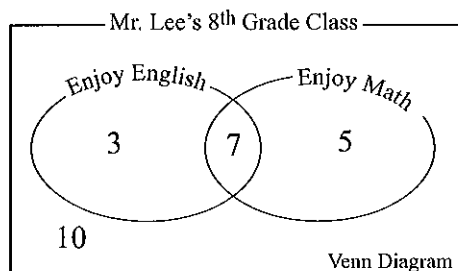 Mr. Lee's 8th Grade Class
Enjoy English
Enjoy Math
3
7
5
10
Venn Diagram